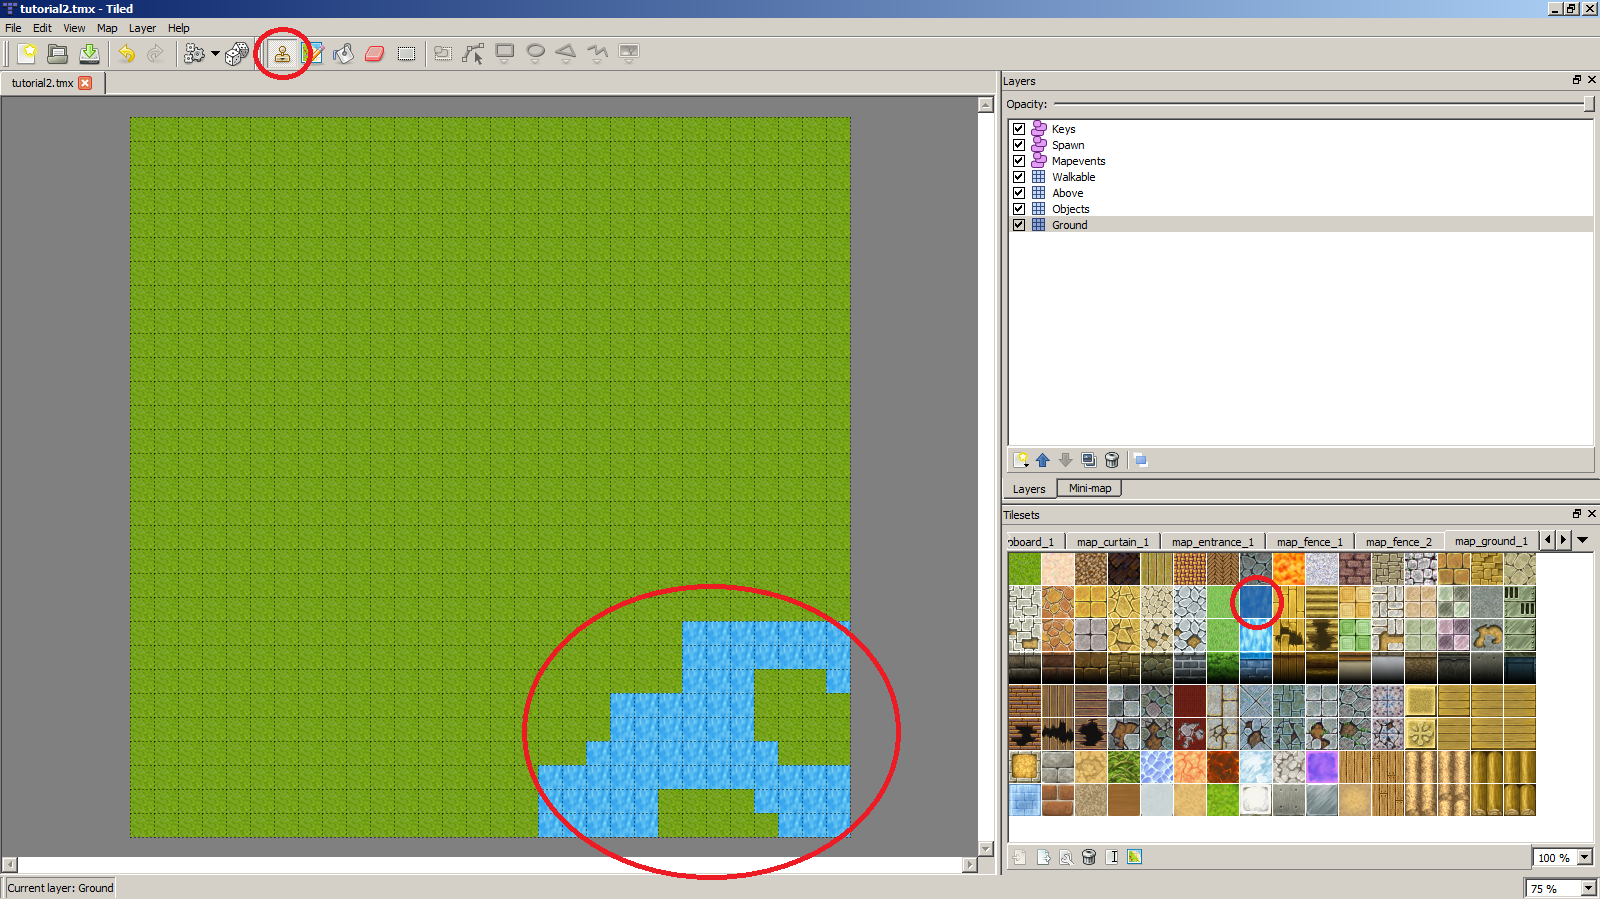 tutorial2.tmx - Tiled
File Edit View Map Layer Help
tutorial2.tmx
Layers
Opacity:
Keys
Spawn
Mapevents
Walkable
Above
Objects
Ground
Layers Mini-map
Tilesets
pboard_1 map_curtain_1 map_entrance_1 map_fence_1 map_fence_2 map_ground_1
100 %
Current layer: Ground
75 %